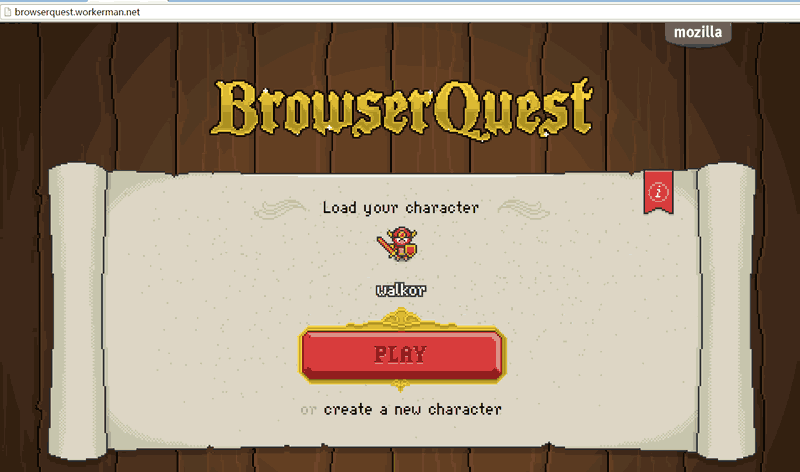 browserquest.workerman.net
mozilla
BrowserQuest
i
Load your character
walkor
PLAY
or create a new character